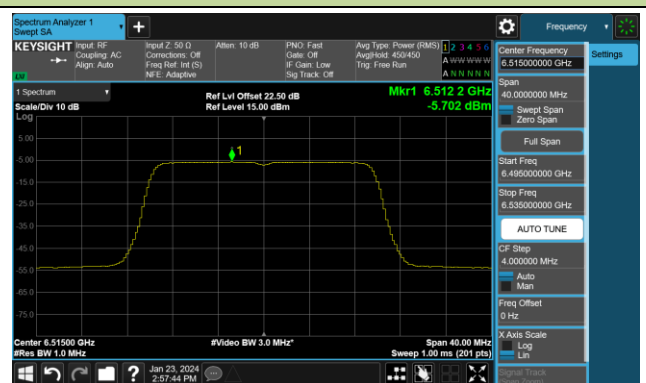 Spectrum Analyzer 1
Swept SA
Frequency
KEYSIGHT
Input: RF
Coupling: AC
Align: Auto
Input Z: 50 Ω
Corrections: Off
Freq Ref: Int (S)
NFE: Adaptive
Atten: 10 dB
PNO: Fast
Gate: Off
IF Gain: Low
Sig Track: Off
Avg Type: Power (RMS)
Avg|Hold: 450/450
Trig: Free Run
1 2 3 4 5 6
A W W W W W
A N N N N N
LW
1 Spectrum
Scale/Div 10 dB
Ref Lvl Offset 22.50 dB
Ref Level 15.00 dBm
Mkr1 6.512 2 GHz
-5.702 dBm
Log
5.00
-5.00
-15.0
-25.0
-35.0
-45.0
-55.0
-65.0
-75.0
1
Center 6.51500 GHz
#Res BW 1.0 MHz
#Video BW 3.0 MHz*
Span 40.00 MHz
Sweep 1.00 ms (201 pts)
Jan 23, 2024
2:57:44 PM
Center Frequency
6.515000000 GHz
Settings
Span
40.0000000 MHz
Swept Span
Zero Span
Full Span
Start Freq
6.495000000 GHz
Stop Freq
6.535000000 GHz
AUTO TUNE
CF Step
4.000000 MHz
Auto
Man
Freq Offset
0 Hz
X Axis Scale
Log
Lin
Signal Track